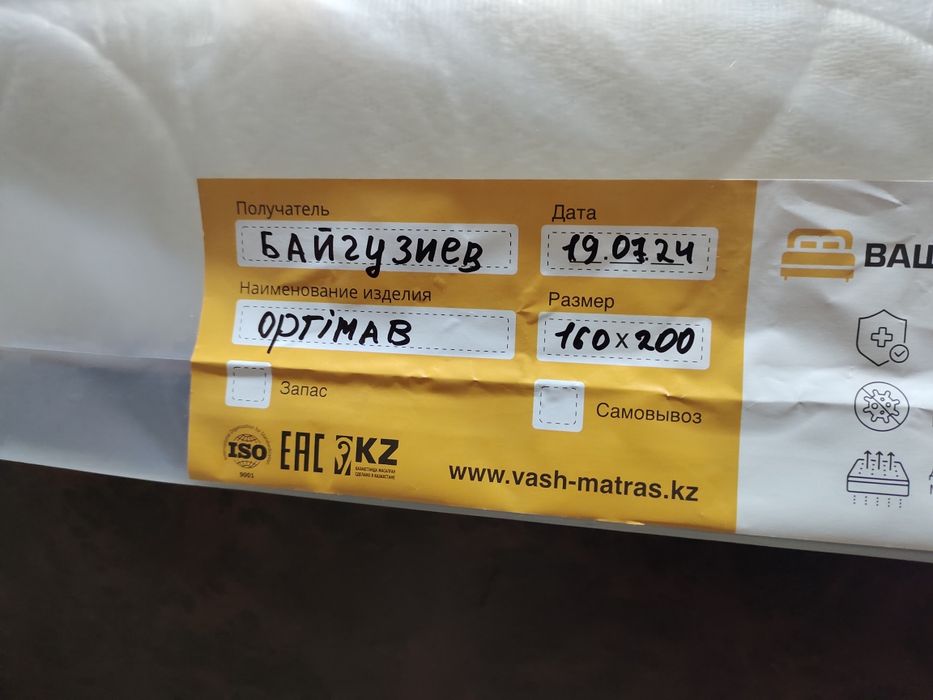 Получатель
БАЙГУЗИЕВ
Дата
19.07.24
Наименование изделия
OPTIMA B
Размер
160 x 200
Запас
Самовывоз
ISO
9001
EAC
KZ
www.vash-matras.kz
ВАШ